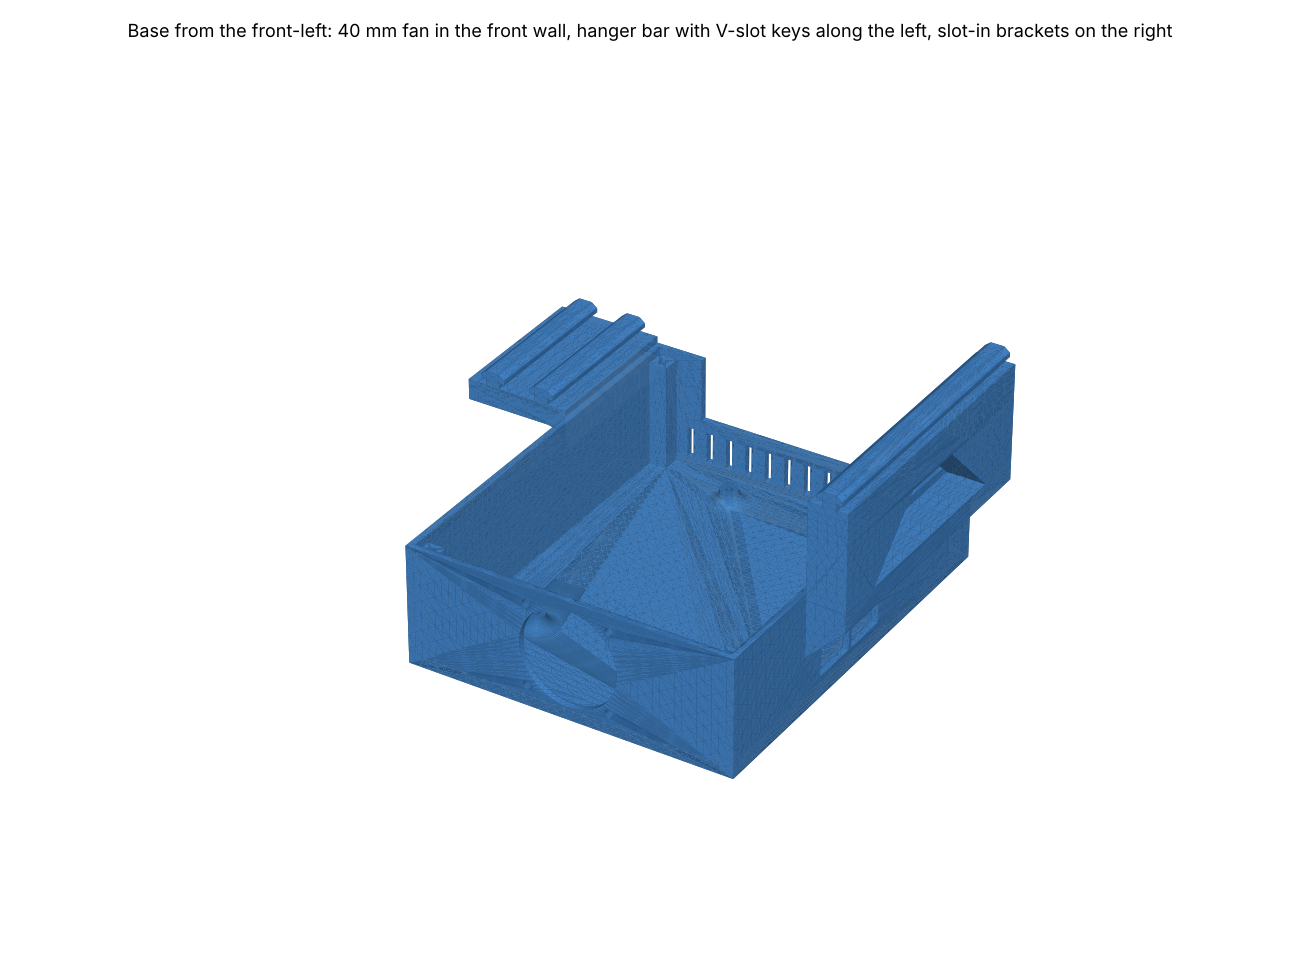 Base from the front-left: 40 mm fan in the front wall, hanger bar with V-slot keys along the left, slot-in brackets on the right